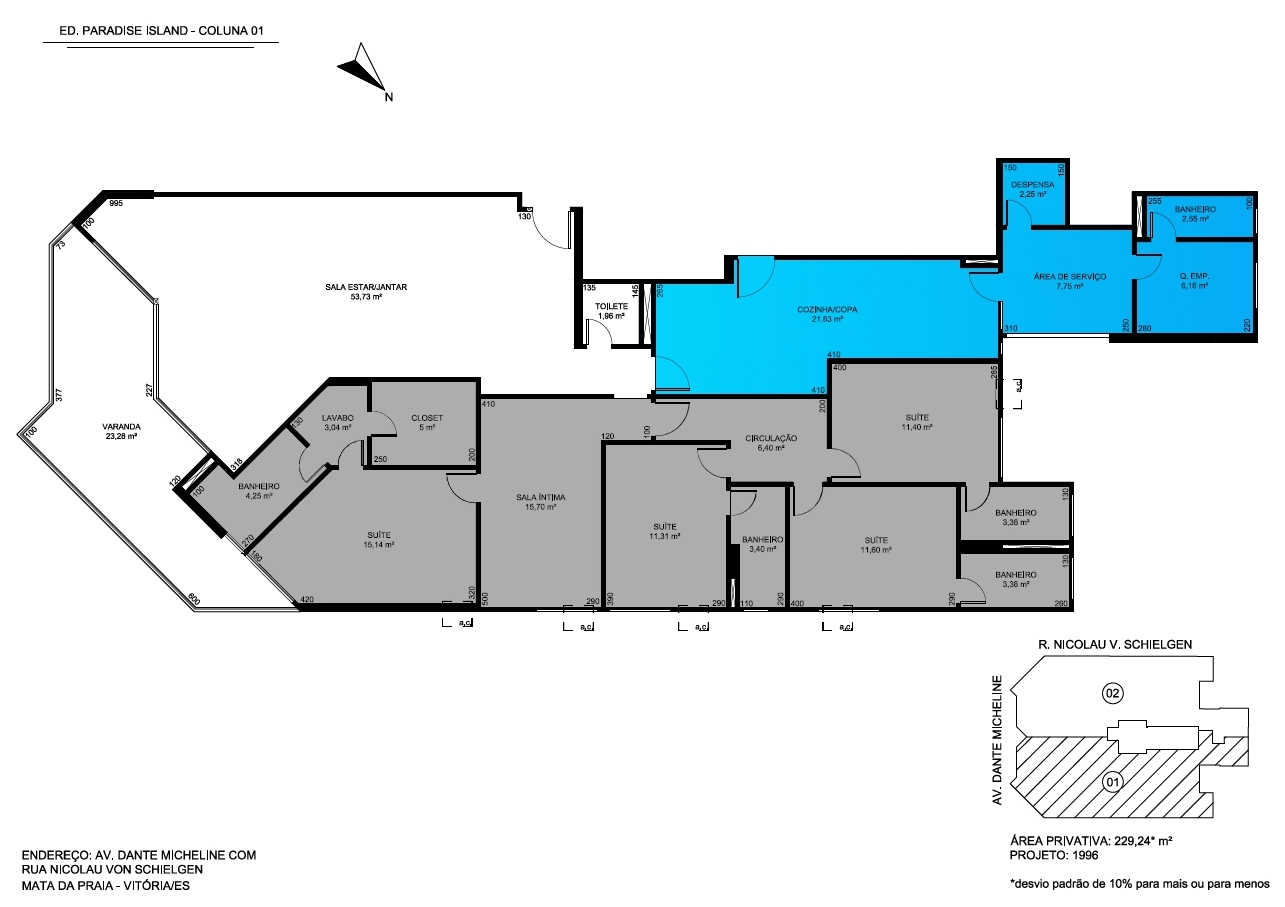 ED. PARADISE ISLAND - COLUNA 01
N
150
150
DESPENSA
2,25 m²
995
100
130
255
BANHEIRO
2,55 m²
100
73
SALA ESTAR/JANTAR
53,73 m²
135
145
TOILETE
1,96 m²
265
COZINHA/COPA
21,63 m²
ÁREA DE SERVIÇO
7,75 m²
Q. EMP.
6,16 m²
310
250
280
220
410
410
400
285
a.c
377
227
100
VARANDA
23,28 m²
LAVABO
3,04 m²
130
CLOSET
5 m²
250
200
410
120
100
200
CIRCULAÇÃO
6,40 m²
SUÍTE
11,40 m²
318
120
100
BANHEIRO
4,25 m²
270
180
SUÍTE
15,14 m²
420
320
SALA ÍNTIMA
15,70 m²
500
290
SUÍTE
11,31 m²
390
290
BANHEIRO
3,40 m²
110
290
SUÍTE
11,60 m²
400
290
BANHEIRO
3,38 m²
130
BANHEIRO
3,38 m²
130
260
600
a.c
a.c
a.c
a.c
R. NICOLAU V. SCHIELGEN
AV. DANTE MICHELINE
02
01
ÁREA PRIVATIVA: 229,24* m²
PROJETO: 1996
*desvio padrão de 10% para mais ou para menos
ENDEREÇO: AV. DANTE MICHELINE COM
RUA NICOLAU VON SCHIELGEN
MATA DA PRAIA - VITÓRIA/ES